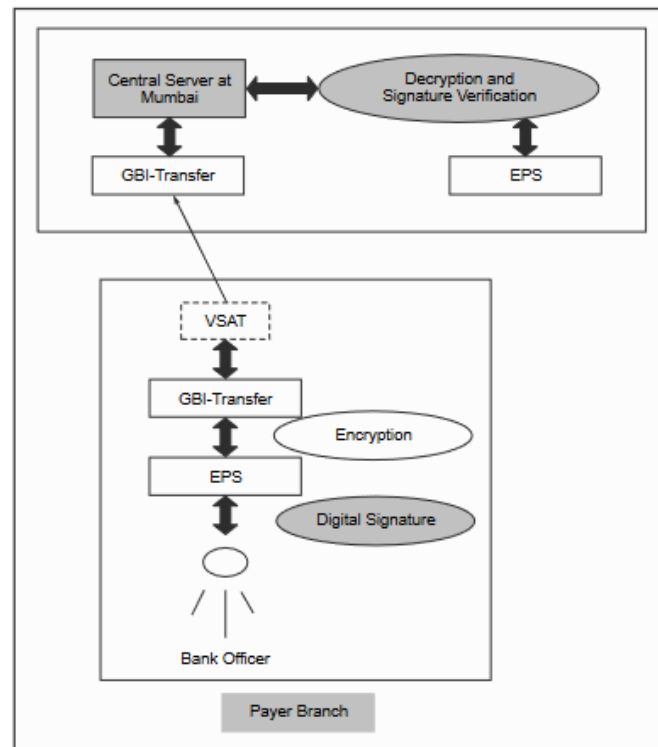 Central Server at
Mumbai
Decryption and
Signature Verification
GBI-Transfer
EPS
VSAT
GBI-Transfer
Encryption
EPS
Digital Signature
Bank Officer
Payer Branch